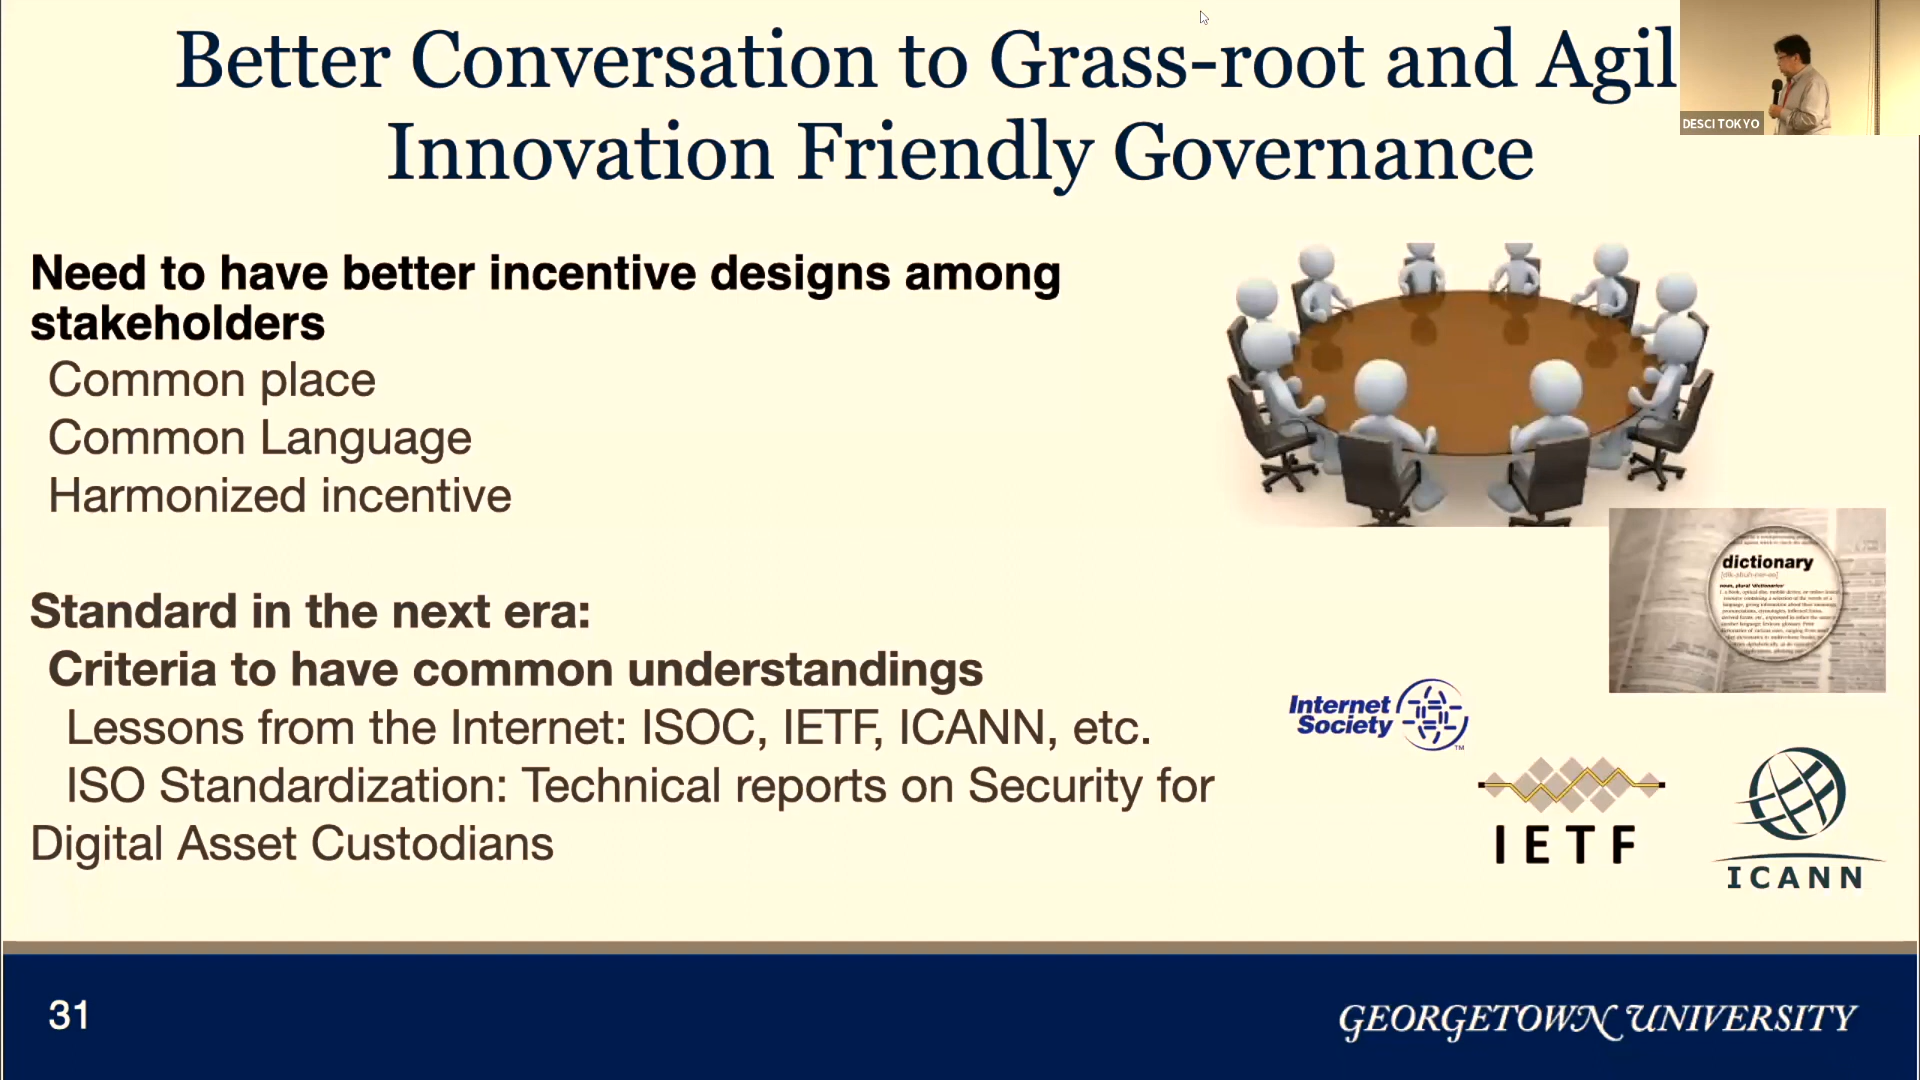 Better Conversation to Grass-root and Agil
Innovation Friendly Governance
DESCI TOKYO
Need to have better incentive designs among
stakeholders
Common place
Common Language
Harmonized incentive
Standard in the next era:
Criteria to have common understandings
Lessons from the Internet: ISOC, IETF, ICANN, etc.
ISO Standardization: Technical reports on Security for
Digital Asset Custodians
dictionary
Internet
Society
TM
IETF
ICANN
31
GEORGETOWN UNIVERSITY